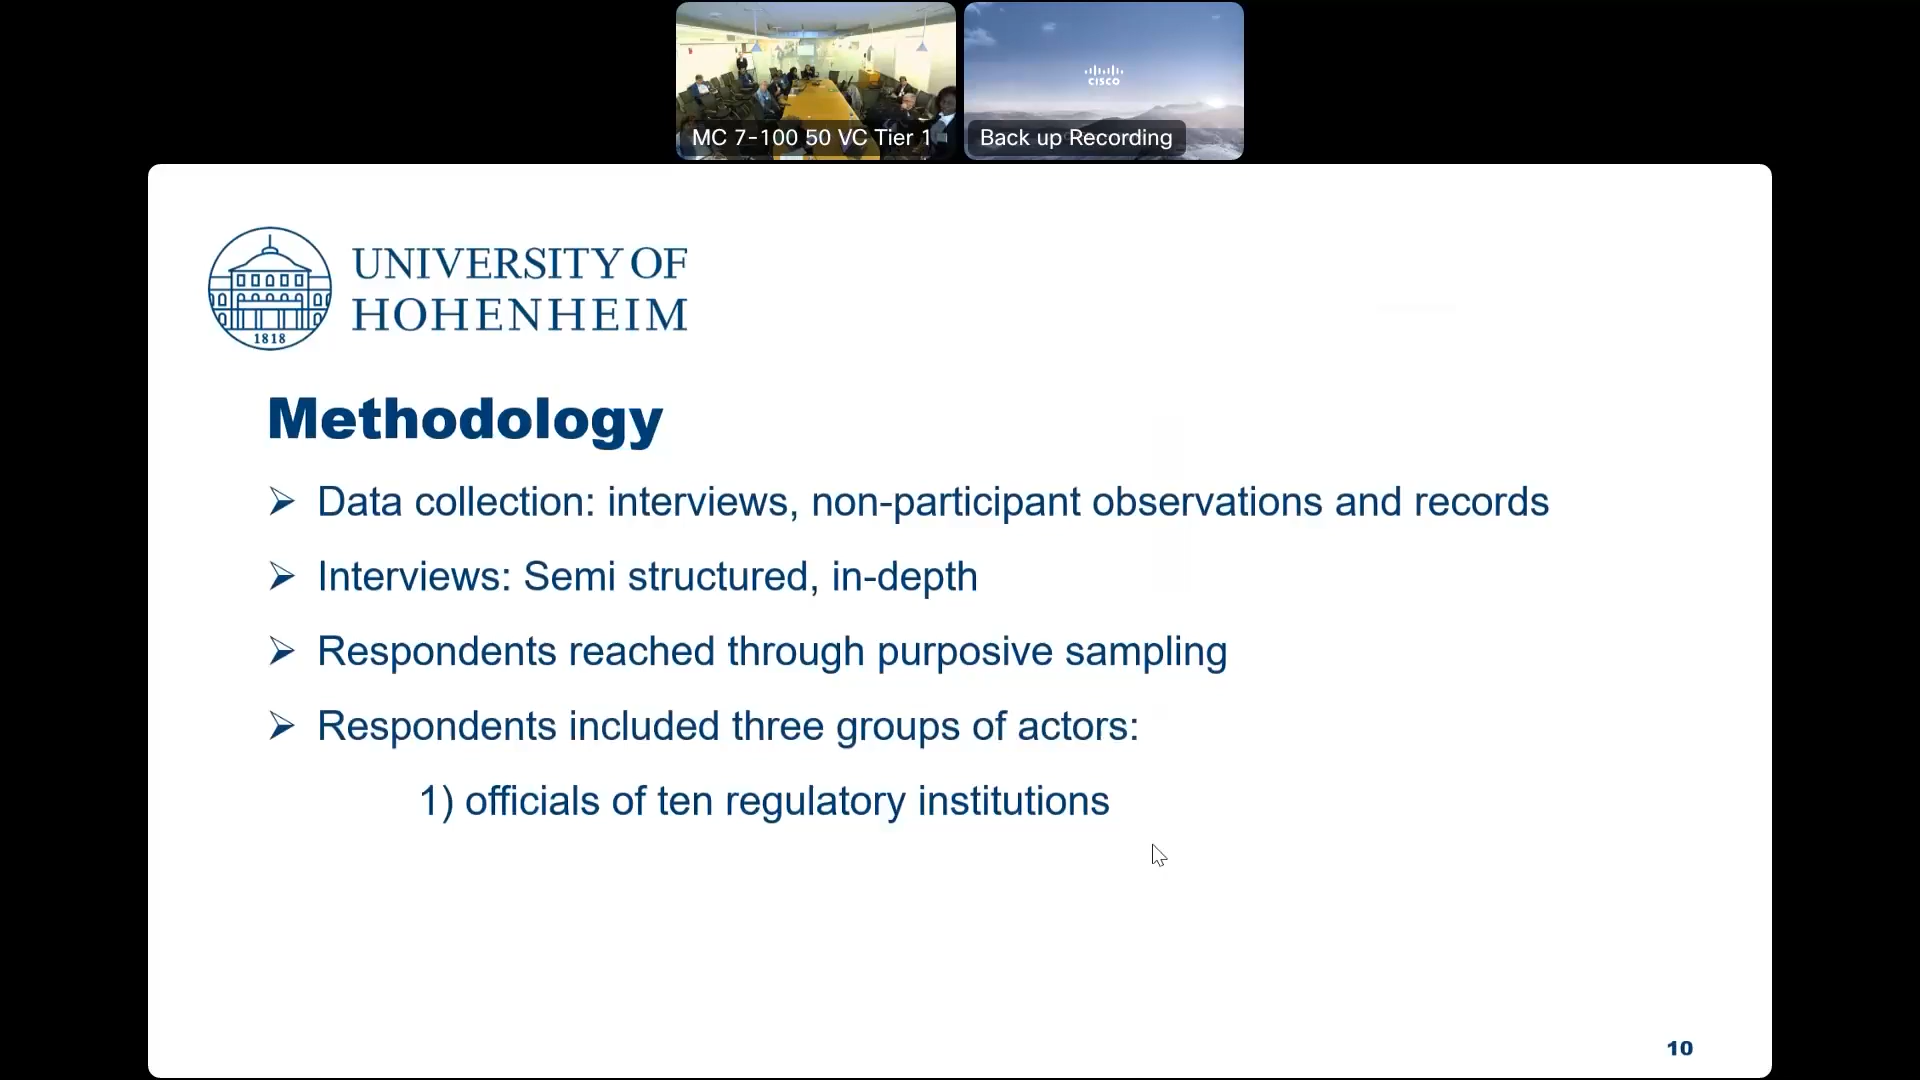 MC 7-100 50 VC Tier 1
CISCO
Back up Recording
UNIVERSITY OF
HOHENHEIM
1818
Methodology
➢ Data collection: interviews, non-participant observations and records
➢ Interviews: Semi structured, in-depth
➢ Respondents reached through purposive sampling
➢ Respondents included three groups of actors:
1) officials of ten regulatory institutions
10